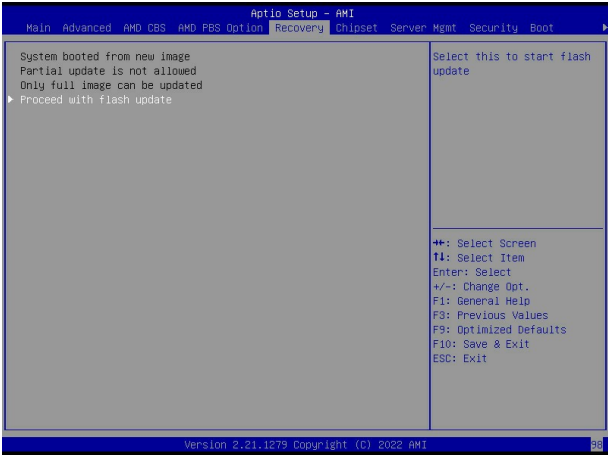 Aptio Setup – AMI
Main Advanced AMD CBS AMD PBS Option Recovery Chipset Server Mgmt Security Boot
System booted from new image
Partial update is not allowed
Only full image can be updated
Proceed with flash update
Select this to start flash
update
→←: Select Screen
↑↓: Select Item
Enter: Select
+/-: Change Opt.
F1: General Help
F3: Previous Values
F9: Optimized Defaults
F10: Save & Exit
ESC: Exit
Version 2.21.1279 Copyright (C) 2022 AMI
98